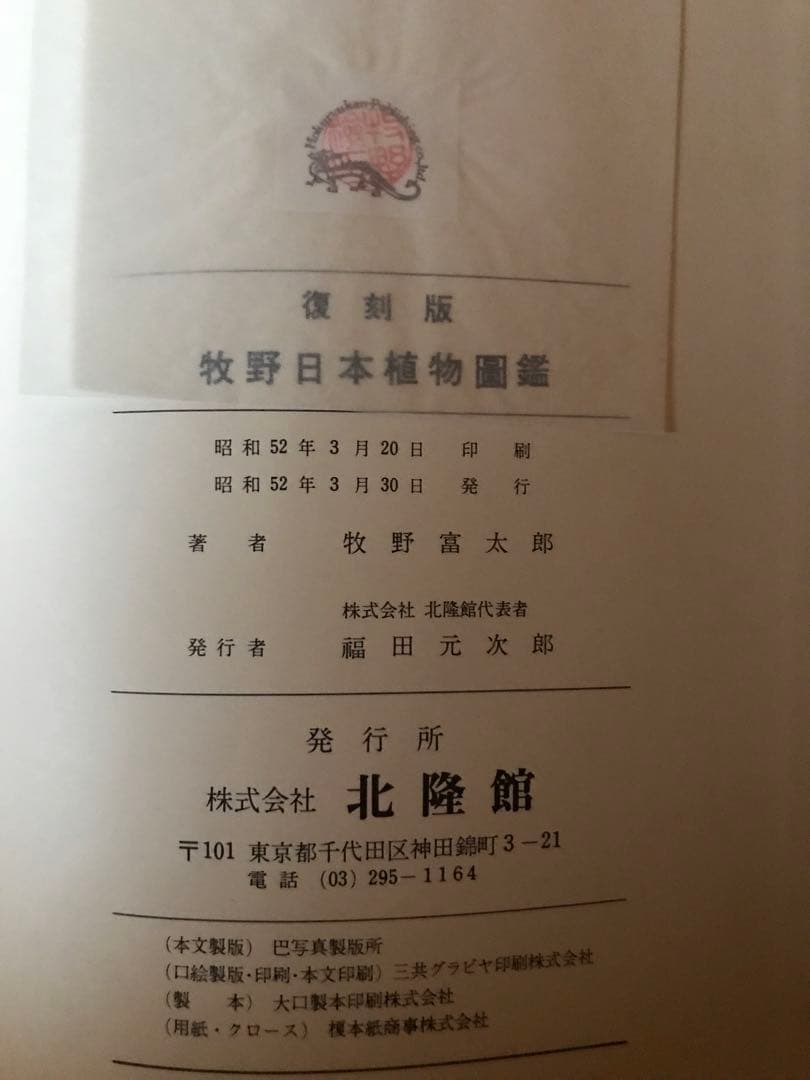 Hokuryukan Publishing Co., Ltd.
復刻版
牧野日本植物圖鑑
昭和52年3月20日 印刷
昭和52年3月30日 発行
著者 牧野富太郎
株式会社 北隆館代表者
発行者 福田元次郎
発行所
株式会社 北隆館
〒101 東京都千代田区神田錦町3-21
電話 (03) 295-1164
(本文製版) 巴写真製版所
(口絵製版・印刷・本文印刷) 三共グラビヤ印刷株式会社
(製本) 大口製本印刷株式会社
(用紙・クロース) 榎本紙商事株式会社